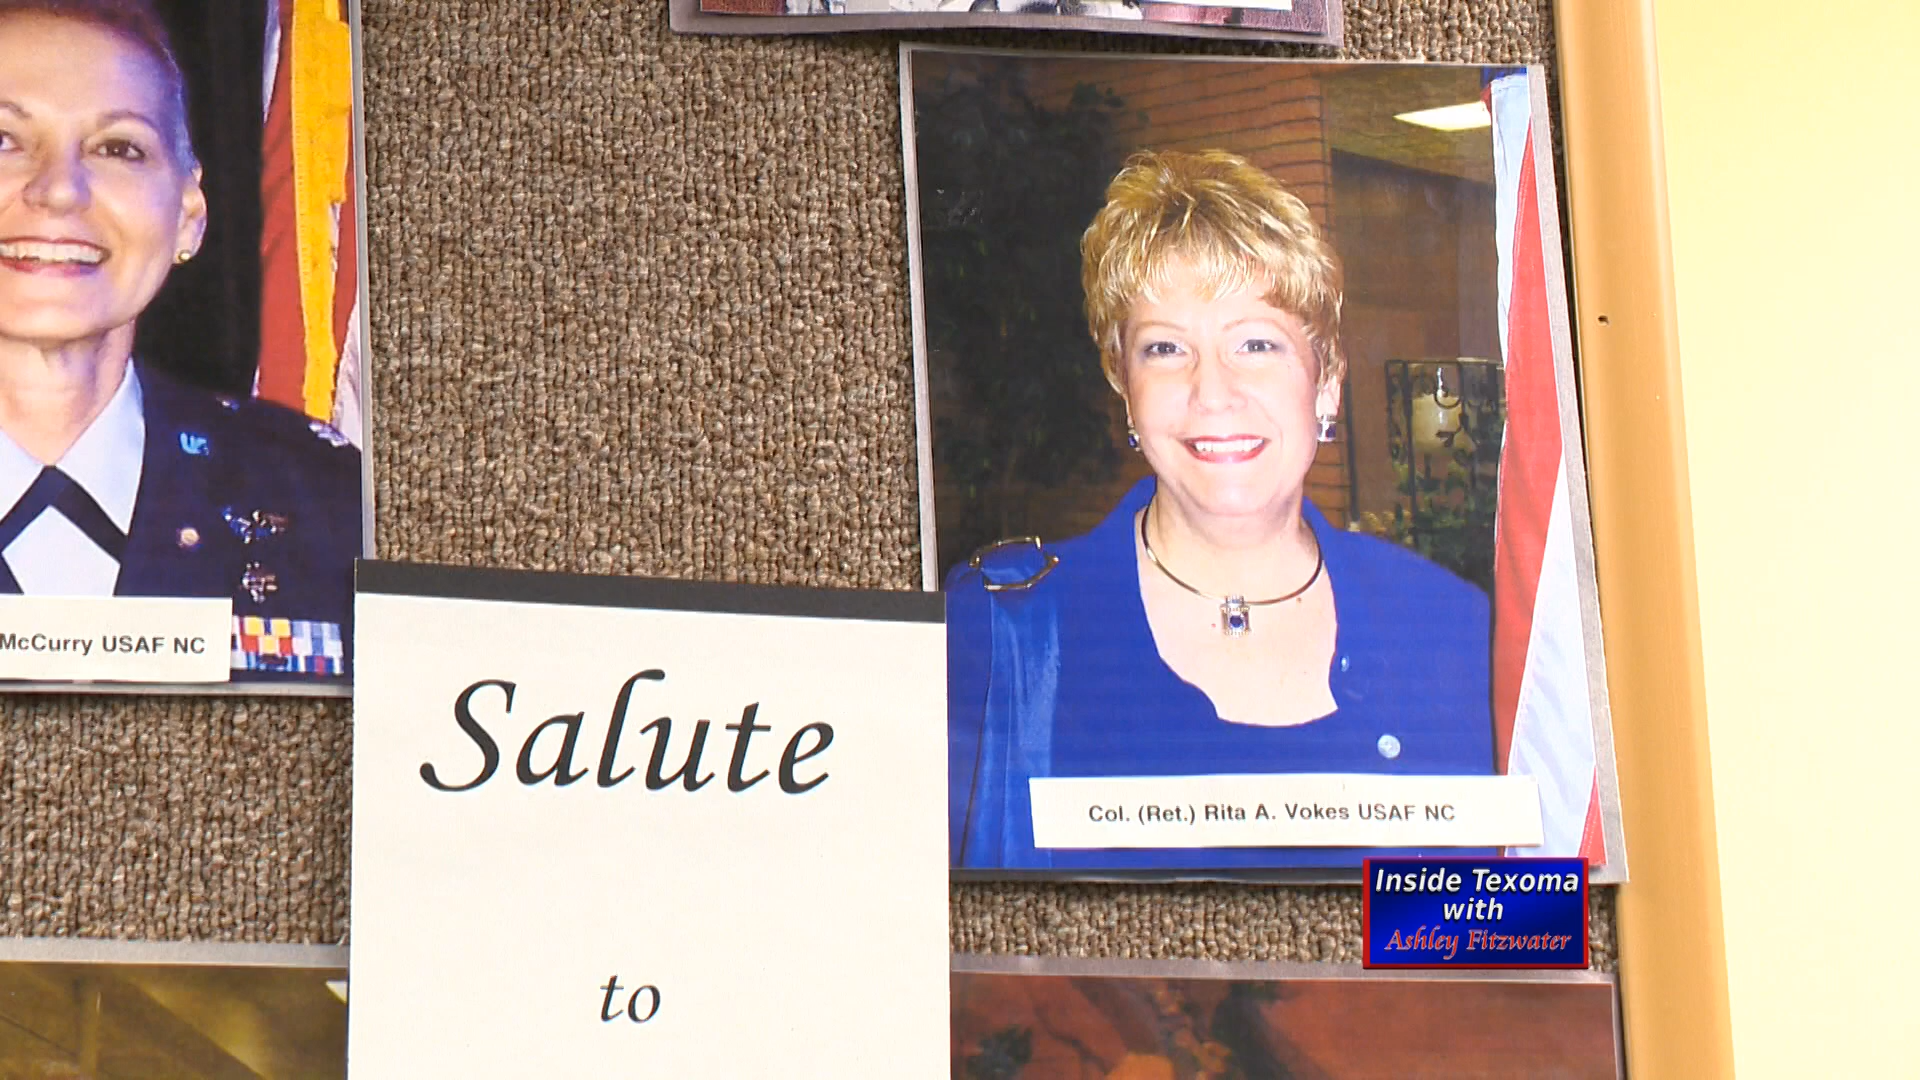 McCurry USAF NC
Salute
to
Col. (Ret.) Rita A. Vokes USAF NC
Inside Texoma
with
Ashley Fitzwater